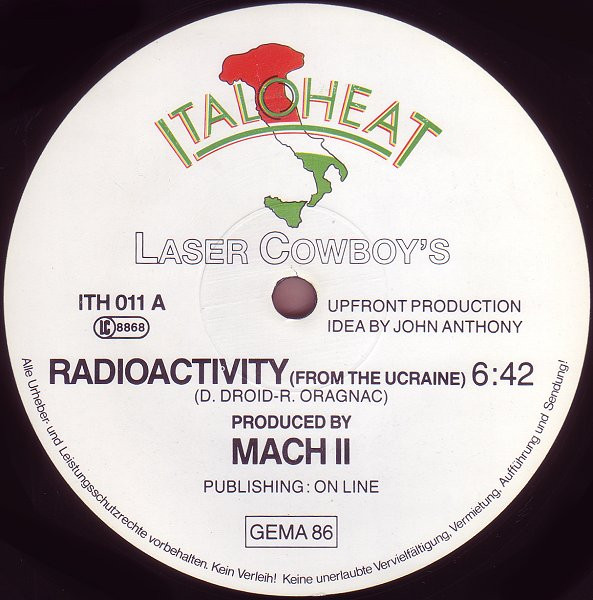 ITALOHEAT
LASER COWBOY'S
ITH 011 A
LC 8868
UPFRONT PRODUCTION
IDEA BY JOHN ANTHONY
RADIOACTIVITY (FROM THE UCRAINE) 6:42
(D. DROID-R. ORAGNAC)
PRODUCED BY
MACH II
PUBLISHING: ON LINE
GEMA 86
Alle Urheber- und Leistungsschutzrechte vorbehalten. Kein Verleih! Keine unerlaubte Vervielfältigung, Vermietung, Aufführung und Sendung!